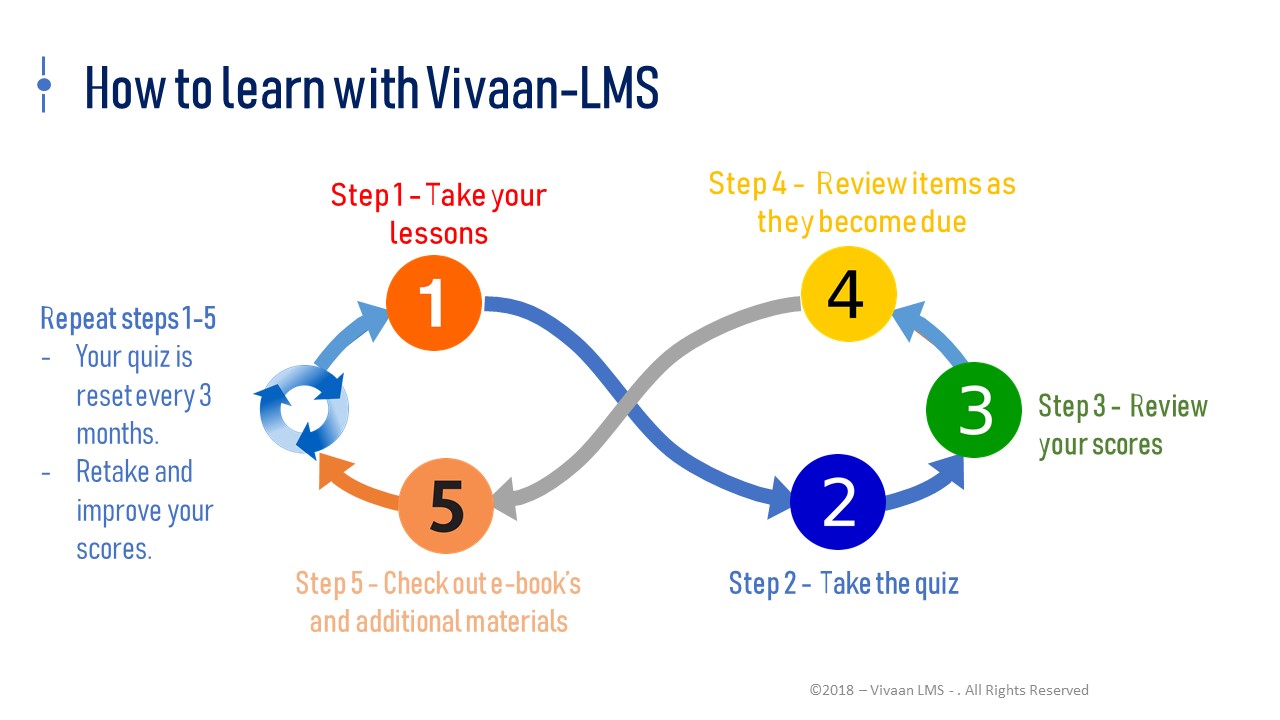 How to learn with Vivaan-LMS
Step 1 - Take your
lessons
Step 4 - Review items as
they become due
1
4
Repeat steps 1-5
- Your quiz is
reset every 3
months.
- Retake and
improve your
scores.
3
Step 3 - Review
your scores
5
2
Step 5 - Check out e-book's
and additional materials
Step 2 - Take the quiz
©2018 – Vivaan LMS - . All Rights Reserved